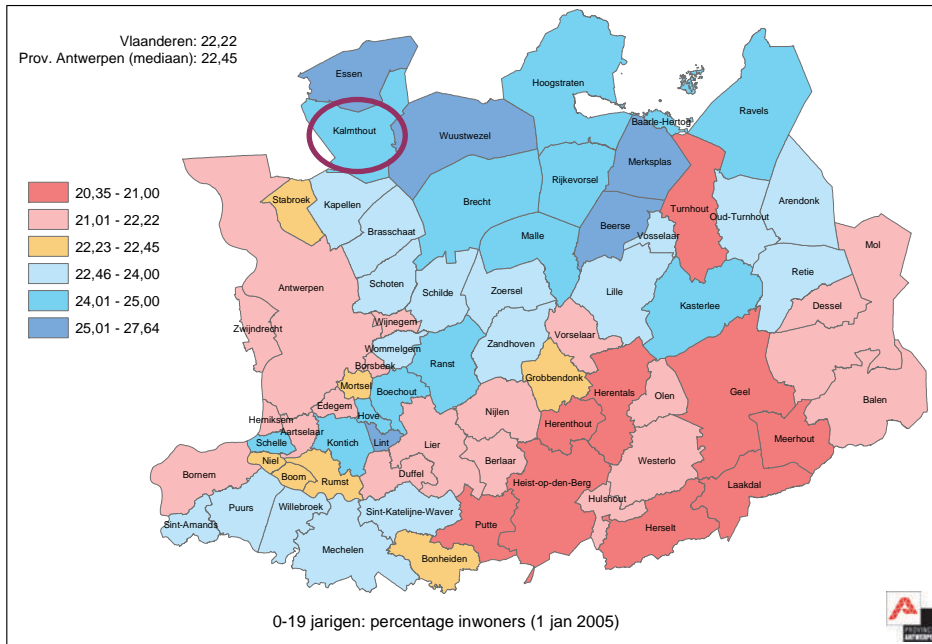 Vlaanderen: 22,22
Prov. Antwerpen (mediaan): 22,45
Essen
Hoogstraten
Kalmthout
Wuustwezel
Baarle-Hertog
Ravels
Merksplas
Rijkevorsel
Stabroek
Kapellen
Brecht
Turnhout
Arendonk
Oud-Turnhout
Brasschaat
Malle
Beerse
Vosselaar
Mol
20,35 - 21,00
21,01 - 22,22
22,23 - 22,45
22,46 - 24,00
24,01 - 25,00
25,01 - 27,64
Antwerpen
Schoten
Schilde
Zoersel
Lille
Retie
Kasterlee
Dessel
Zwijndrecht
Wijnegem
Wommelgem
Zandhoven
Vorselaar
Borsbeek
Ranst
Mortsel
Boechout
Grobbendonk
Herentals
Olen
Geel
Balen
Edegem
Hove
Nijlen
Hemiksem
Aartselaar
Herenthout
Schelle
Kontich
Lint
Lier
Meerhout
Niel
Berlaar
Westerlo
Bornem
Boom
Rumst
Duffel
Heist-op-den-Berg
Laakdal
Hulshout
Puurs
Willebroek
Sint-Katelijne-Waver
Sint-Amands
Putte
Herselt
Mechelen
Bonheiden
0-19 jarigen: percentage inwoners (1 jan 2005)
PROVINCIE
ANTWERPEN